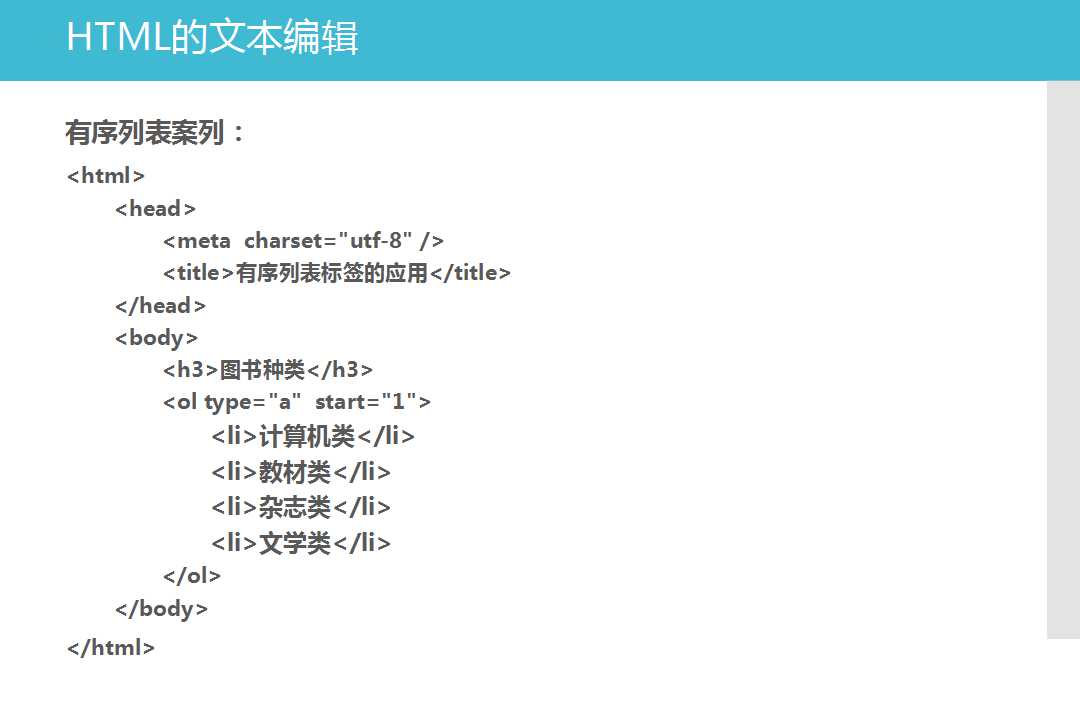 HTML的文本编辑
有序列表案列：
<html>
<head>
<meta  charset="utf-8" />
<title>有序列表标签的应用</title>
</head>
<body>
<h3>图书种类</h3>
<ol type="a"  start="1">
<li>计算机类</li>
<li>教材类</li>
<li>杂志类</li>
<li>文学类</li>
</ol>
</body>
</html>